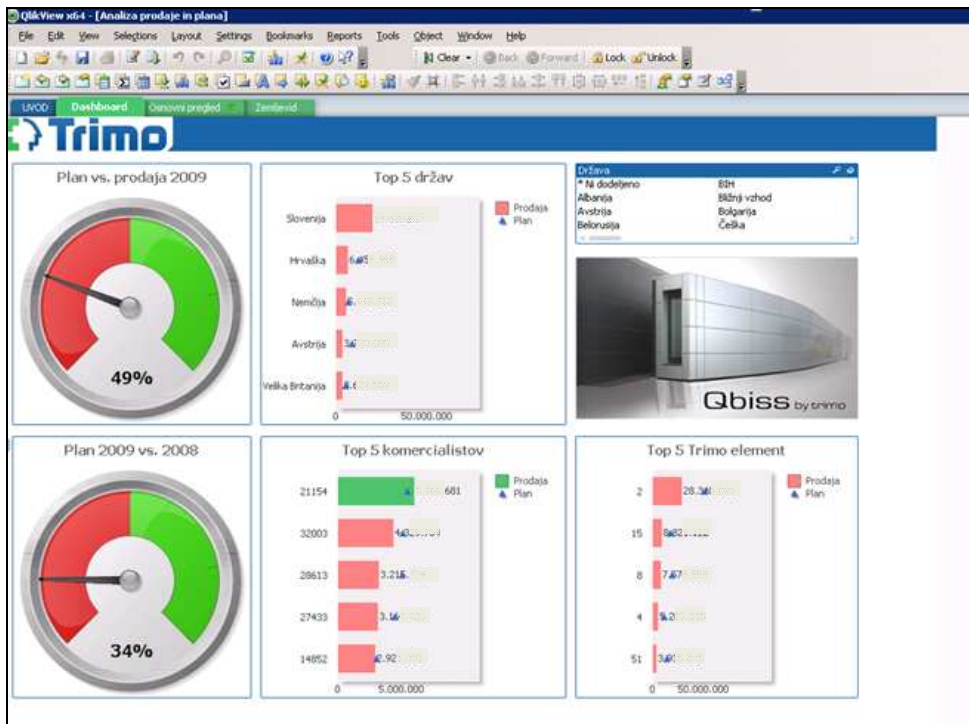 QlikView x64 - [Analiza prodaje in plana]
File Edit View Selections Layout Settings Bookmarks Reports Tools Object Window Help
Clear Back Forward Lock Unlock
UVOD Dashboard Osnovni pregled Zemljevid
Trimo
Plan vs. prodaja 2009
49%
Top 5 držav
Slovenija
Hrvaška
Nemčija
Avstrija
Velika Britanija
0 50.000.000
Prodaja
Plan
Država
* Ni dodeljeno BIH
Albanija Bližnji vzhod
Avstrija Bolgarija
Belorusija Češka
Qbiss by trimo
Plan 2009 vs. 2008
34%
Top 5 komercialistov
21154 681
32003
28613 3.215.
27433
14852
0 5.000.000
Prodaja
Plan
Top 5 Trimo element
2
15
8
4
51
0 50.000.000
Prodaja
Plan